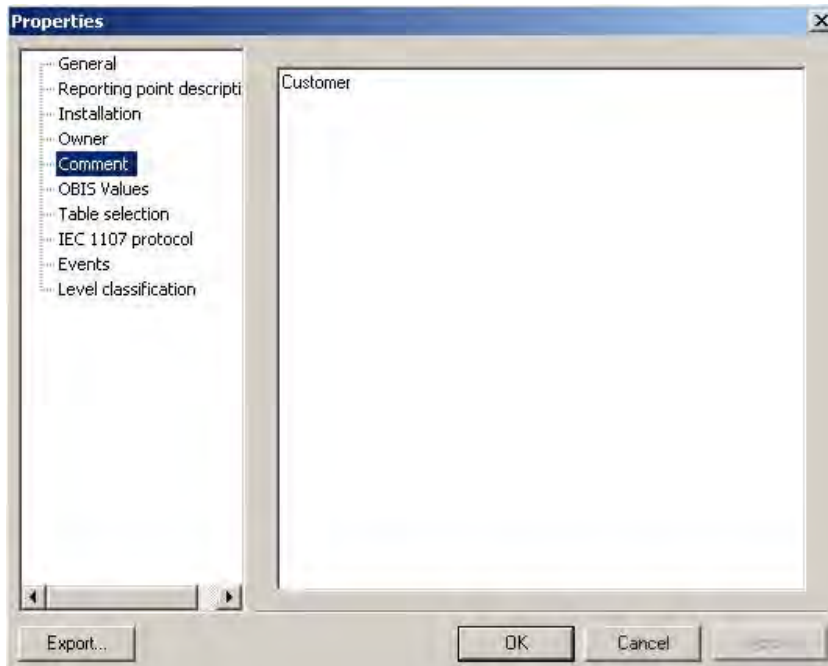 Properties
General
Reporting point descripti
Installation
Owner
Comment
OBIS Values
Table selection
IEC 1107 protocol
Events
Level classification
Customer
Export...
OK
Cancel